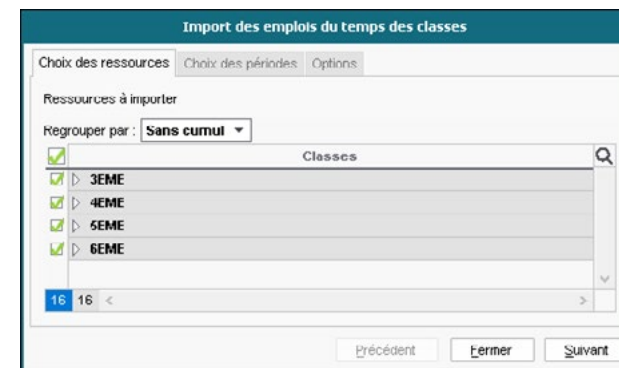 Import des emplois du temps des classes
Choix des ressources Choix des périodes Options
Ressources à importer
Regrouper par : Sans cumul
Classes
3EME
4EME
5EME
6EME
16 16
Précédent Fermer Suivant